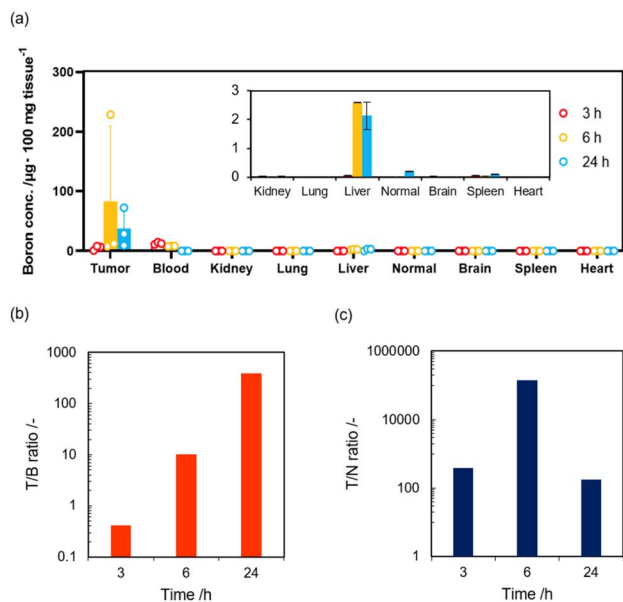 (a)
Boron conc. /μg· 100 mg tissue⁻¹
300
200
100
0
3
2
1
0
Kidney Lung Liver Normal Brain Spleen Heart
3 h
6 h
24 h
Tumor Blood Kidney Lung Liver Normal Brain Spleen Heart
(b)
T/B ratio /-
1000
100
10
1
0.1
3 6 24
Time /h
(c)
T/N ratio /-
1000000
10000
100
1
3 6 24
Time /h